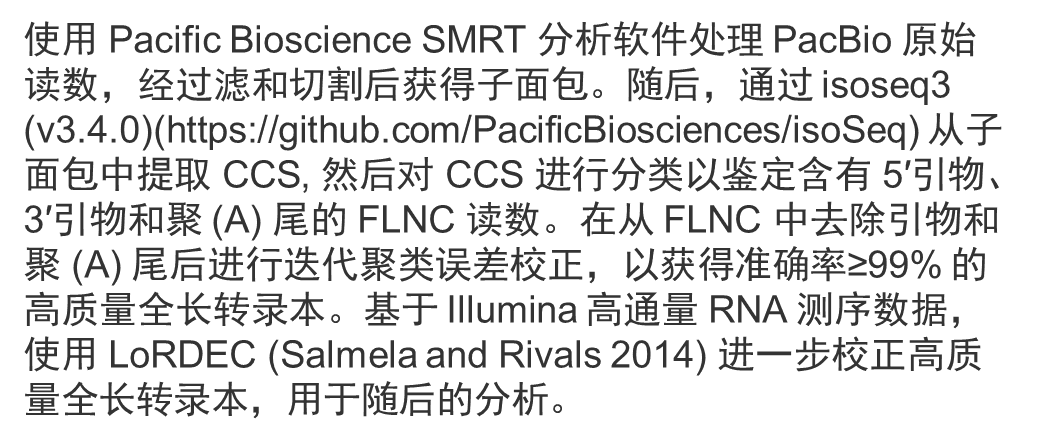 使用 Pacific Bioscience SMRT 分析软件处理 PacBio 原始
读数，经过滤和切割后获得子面包。随后，通过 isoseq3
(v3.4.0)(https://github.com/PacificBiosciences/isoSeq) 从子
面包中提取 CCS, 然后对 CCS 进行分类以鉴定含有 5′引物、
3′引物和聚 (A) 尾的 FLNC 读数。在从 FLNC 中去除引物和
聚 (A) 尾后进行迭代聚类误差校正，以获得准确率≥99% 的
高质量全长转录本。基于 Illumina 高通量 RNA 测序数据，
使用 LoRDEC (Salmela and Rivals 2014) 进一步校正高质
量全长转录本，用于随后的分析。